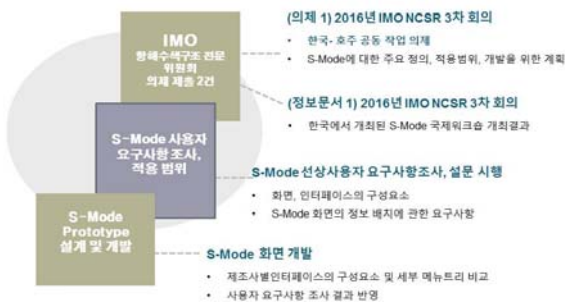 IMO
항해수색구조 전문
위원회
의제 제출 2건
S-Mode 사용자
요구사항 조사,
적용 범위
S-Mode
Prototype
설계 및 개발
(의제 1) 2016년 IMO NCSR 3차 회의
• 한국- 호주 공동 작업 의제
• S-Mode에 대한 주요 정의, 적용범위, 개발을 위한 계획
(정보문서 1) 2016년 IMO NCSR 3차 회의
• 한국에서 개최된 S-Mode 국제워크숍 개최결과
S-Mode 선상사용자 요구사항조사, 설문 시행
• 화면, 인터페이스의 구성요소
• S-Mode 화면의 정보 배치에 관한 요구사항
S-Mode 화면 개발
• 제조사별인터페이스의 구성요소 및 세부 메뉴트리 비교
• 사용자 요구사항 조사 결과 반영